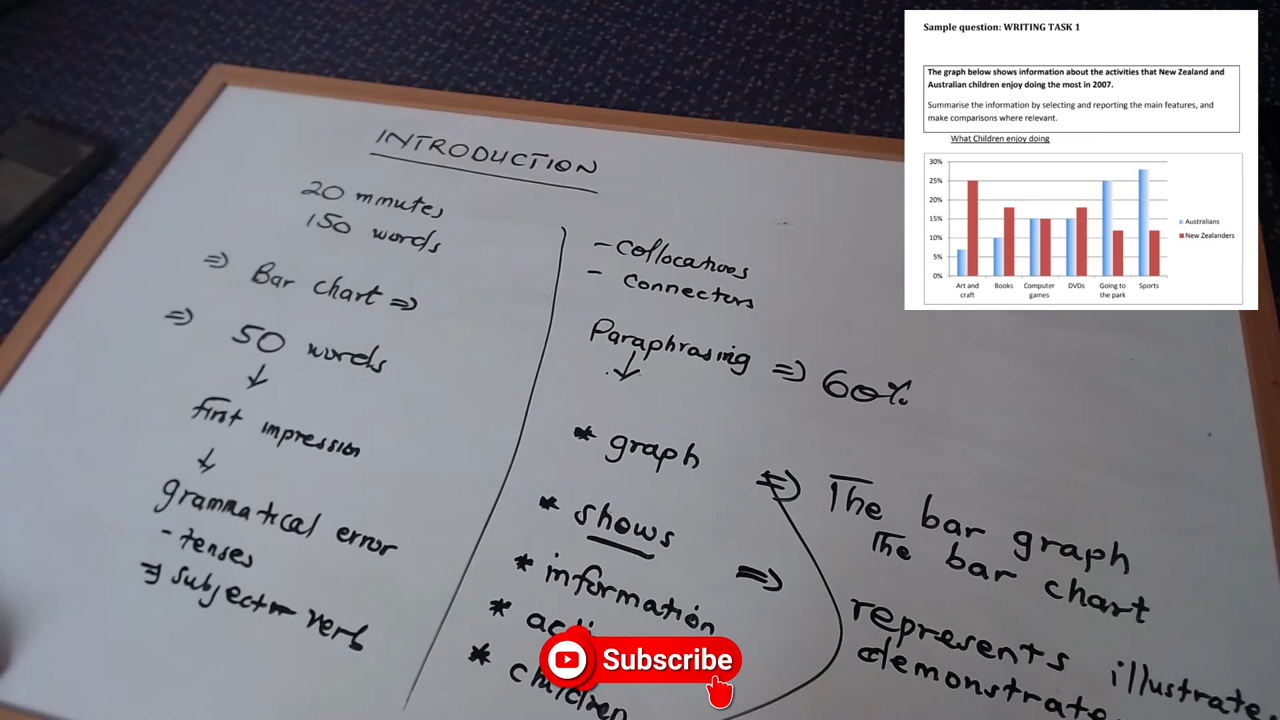 INTRODUCTION
20 minutes
150 words
⇒ Bar chart ⇒
⇒ 50 words
↓
first impression
↓
grammatical error
- tenses
⇒ subject verb
- collocations
- connectors
Paraphrasing ⇒ 60%
↓
* graph ⇒ The bar graph
The bar chart
* shows ⇒ represents illustrate
demonstrate
* information
* acti
* children
Subscribe
Sample question: WRITING TASK 1
The graph below shows information about the activities that New Zealand and
Australian children enjoy doing the most in 2007.
Summarise the information by selecting and reporting the main features, and
make comparisons where relevant.
What Children enjoy doing
30%
25%
20%
15%
10%
5%
0%
Art and
craft
Books
Computer
games
DVDs
Going to
the park
Sports
Australians
New Zealanders